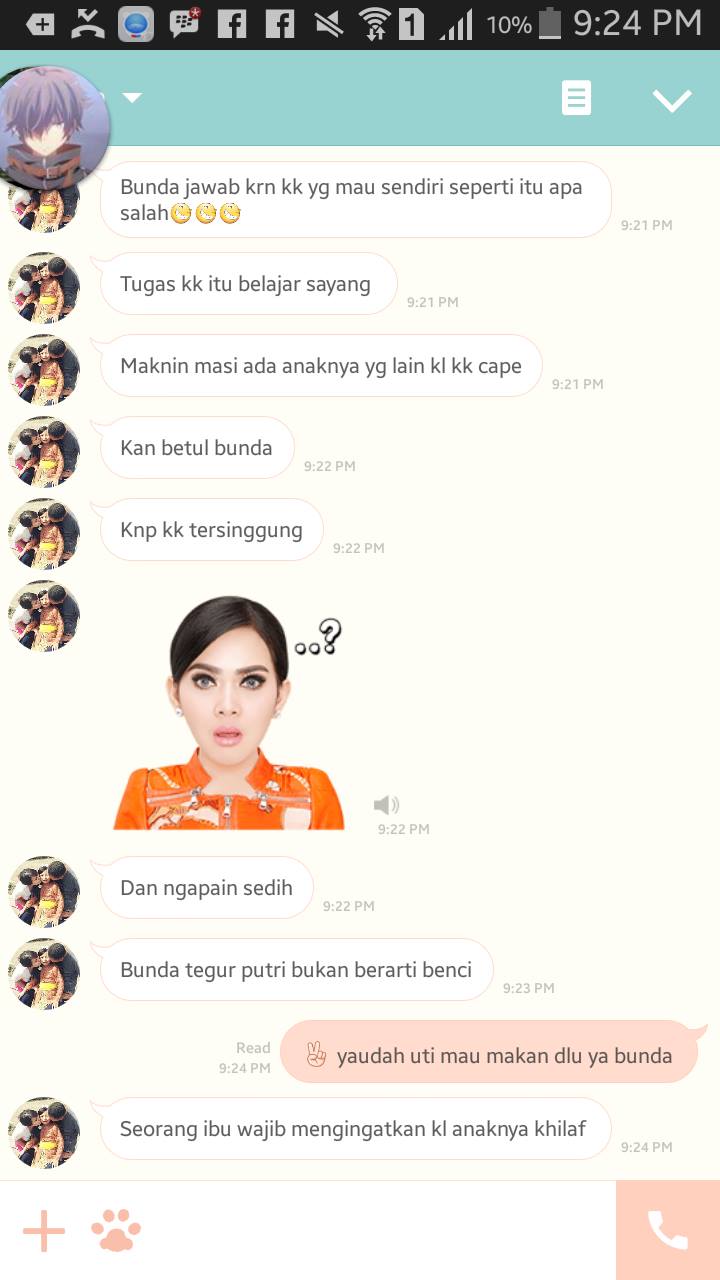 1
10%
9:24 PM
Bunda jawab krn kk yg mau sendiri seperti itu apa
salah
9:21 PM
Tugas kk itu belajar sayang
9:21 PM
Maknin masi ada anaknya yg lain kl kk cape
9:21 PM
Kan betul bunda
9:22 PM
Knp kk tersinggung
9:22 PM
..?
9:22 PM
Dan ngapain sedih
9:22 PM
Bunda tegur putri bukan berarti benci
9:23 PM
Read
9:24 PM
✌ yaudah uti mau makan dlu ya bunda
Seorang ibu wajib mengingatkan kl anaknya khilaf
9:24 PM